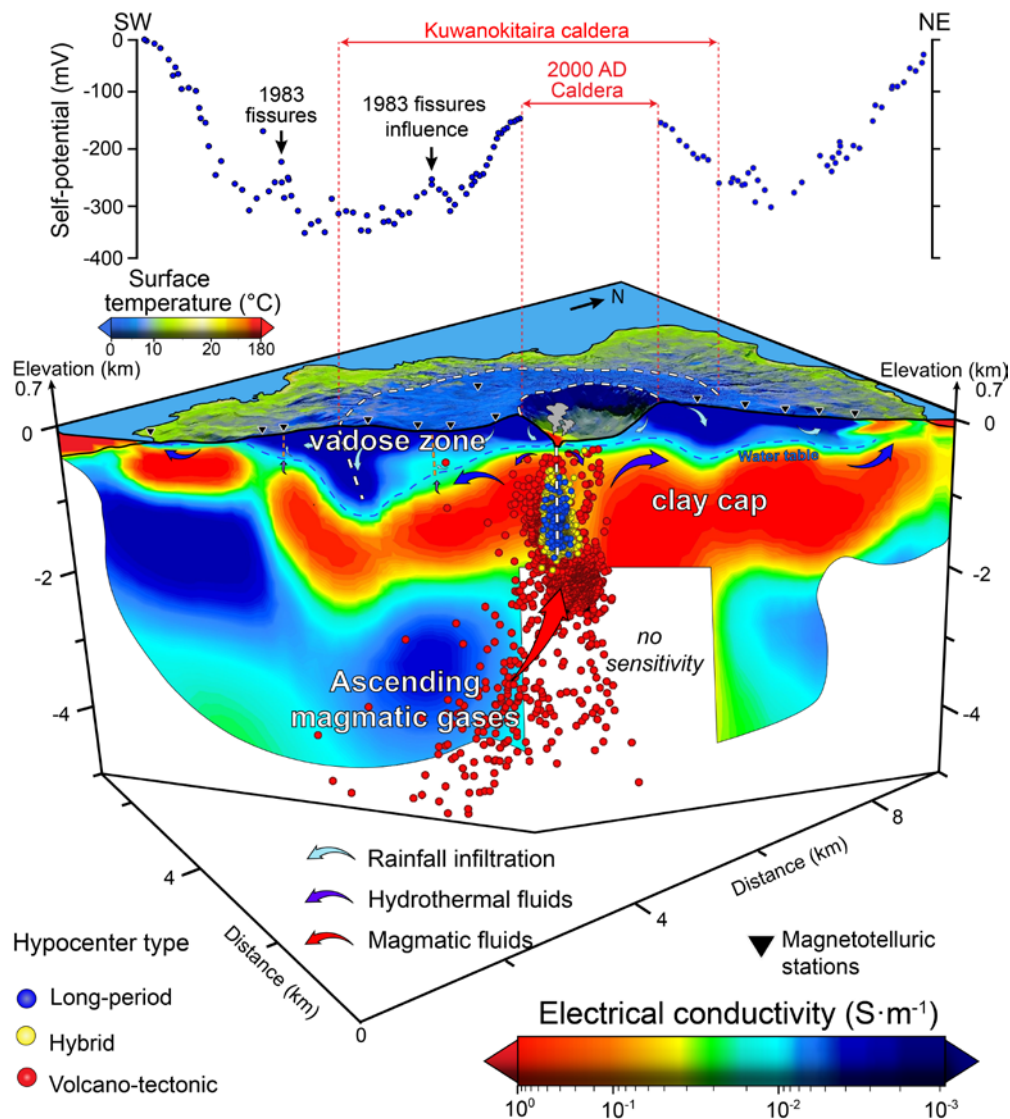 SW
NE
Kuwanokitaira caldera
2000 AD
Caldera
1983
fissures
1983 fissures
influence
Self-potential (mV)
0
-100
-200
-300
-400
Surface
temperature (°C)
0 10 20 180
N
Elevation (km)
0.7
0
-2
-4
Elevation (km)
0.7
0
-2
-4
vadose zone
Water table
clay cap
no
sensitivity
Ascending
magmatic gases
Rainfall infiltration
Hydrothermal fluids
Magmatic fluids
4
Distance (km)
0
4
8
Distance (km)
Hypocenter type
Long-period
Hybrid
Volcano-tectonic
Magnetotelluric
stations
Electrical conductivity (S·m⁻¹)
10⁰ 10⁻¹ 10⁻² 10⁻³